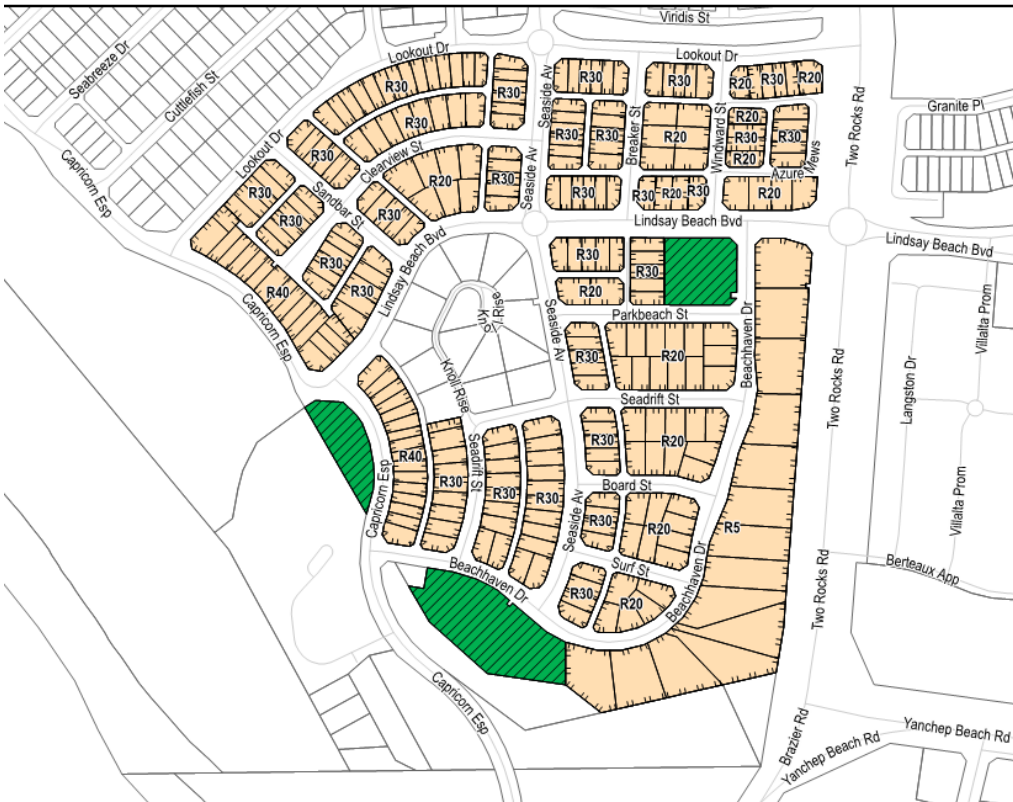 Viridis St
Seabreeze Dr
Cuttlefish St
Lookout Dr
Lookout Dr
Seaside Av
R30
R30
R30
R30
R20
R30
R20
Two Rocks Rd
Granite Pl
R30
R30
R30
Breaker St
R20
Windward St
R20
R30
R20
R30
Azure Mews
Capricorn Esp
Lookout Dr
R30
Clearview St
R20
R30
Seaside Av
R30
R30
R20
R30
R20
R30
R30
Sandbar St
R30
Lindsay Beach Bvd
Lindsay Beach Bvd
R30
R30
Lindsay Beach Bvd
R40
Capricorn Esp
Knoll Rise
Knoll Rise
R30
R30
R20
Seaside Av
Parkbeach St
Beachhaven Dr
Two Rocks Rd
Langston Dr
Villalta Prom
R30
R20
Seadrift St
R40
R30
Seadrift St
R30
R30
R30
R20
Capricorn Esp
Seaside Av
Board St
R30
R20
R5
Villalta Prom
Two Rocks Rd
Berteaux App
Beachhaven Dr
Surf St
R30
R20
Beachhaven Dr
Capricorn Esp
Brazier Rd
Yanchep Beach Rd
Yanchep Beach Rd